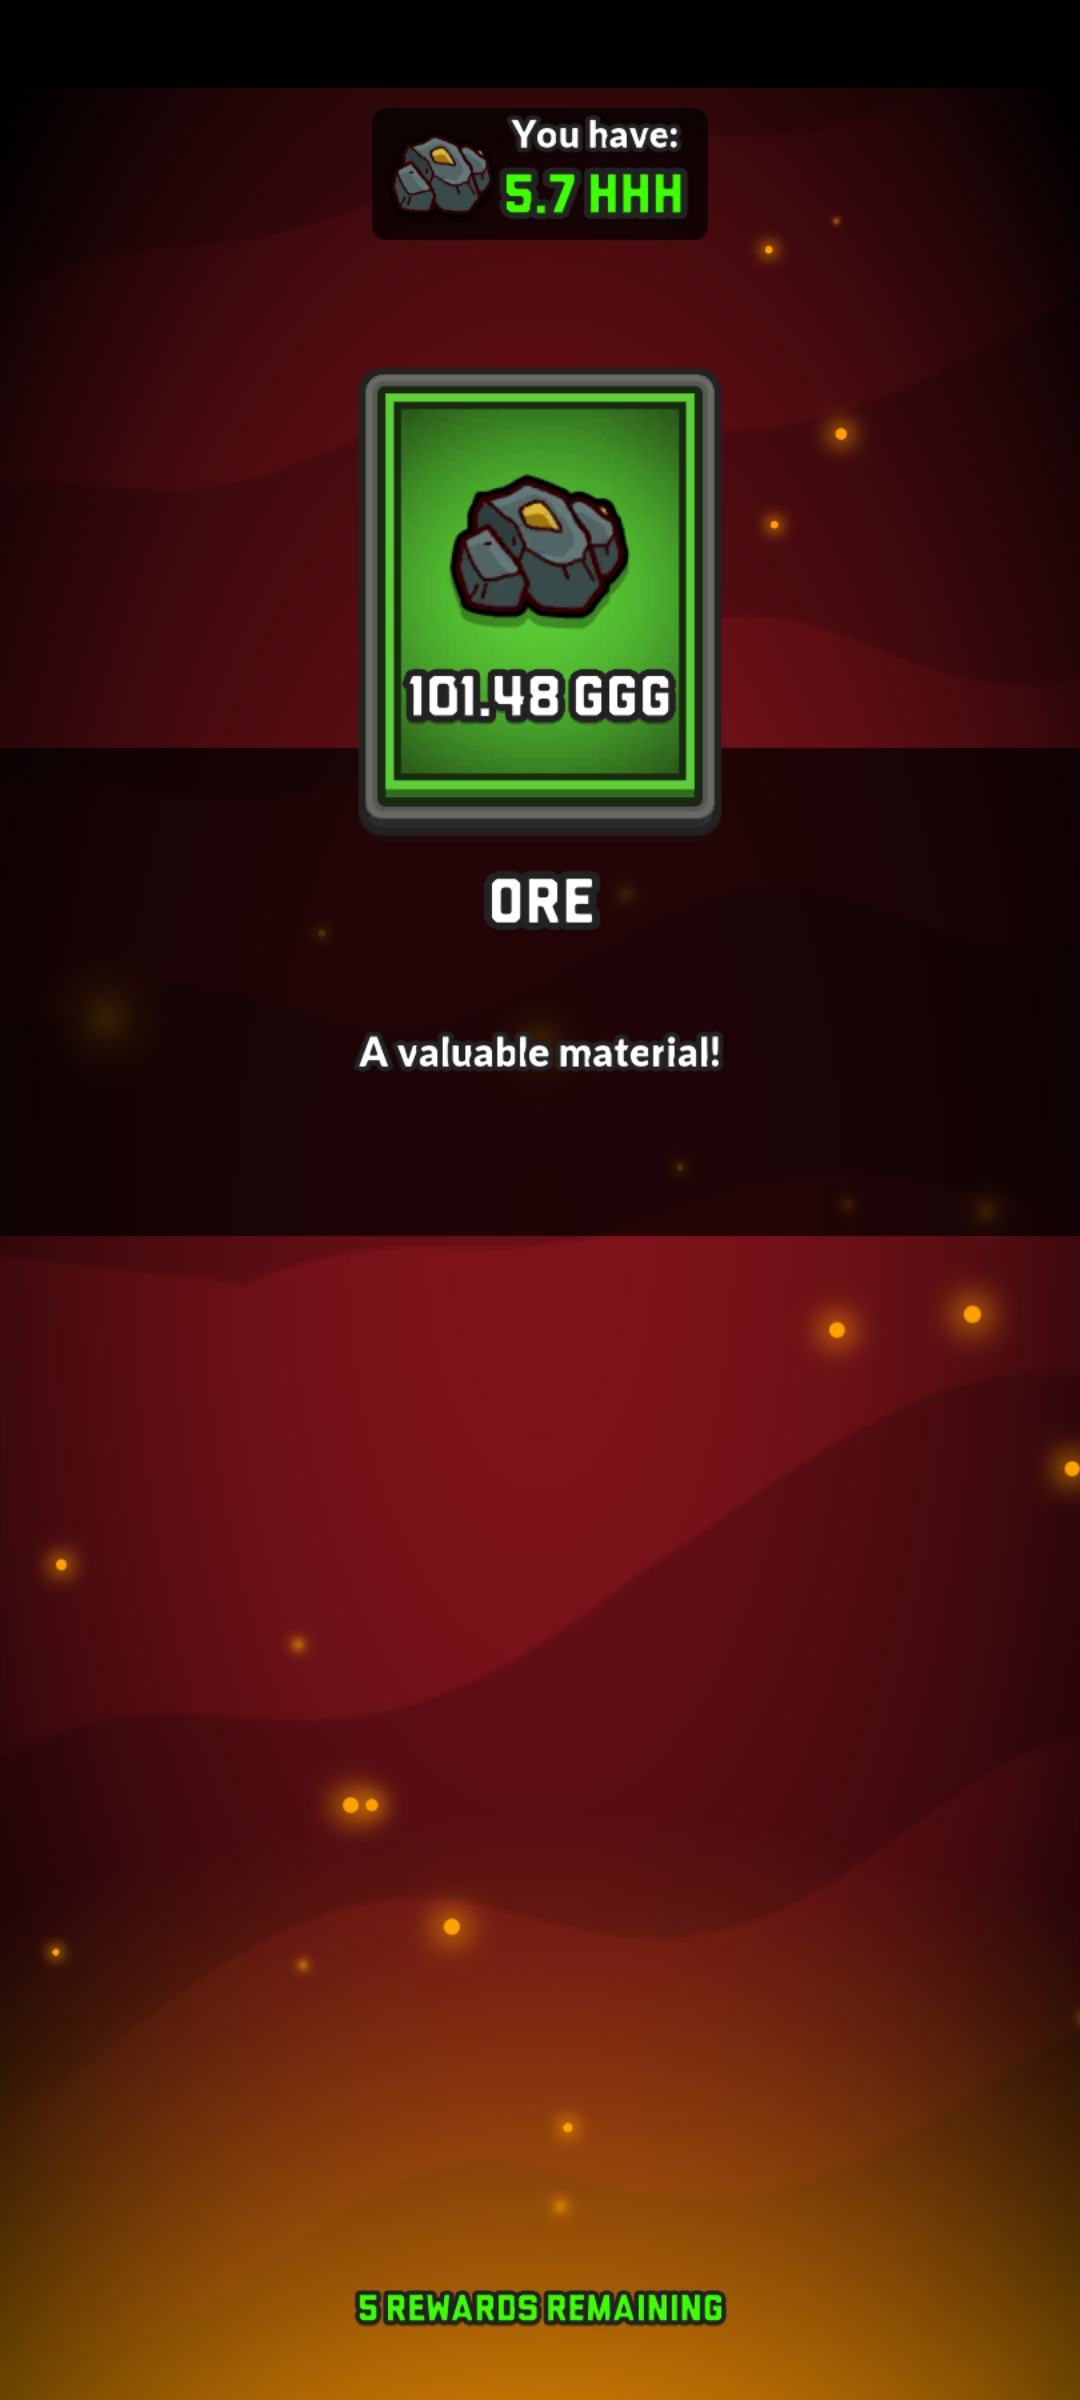 You have:
5.7 HHH
101.48 GGG
ORE
A valuable material!
5 REWARDS REMAINING